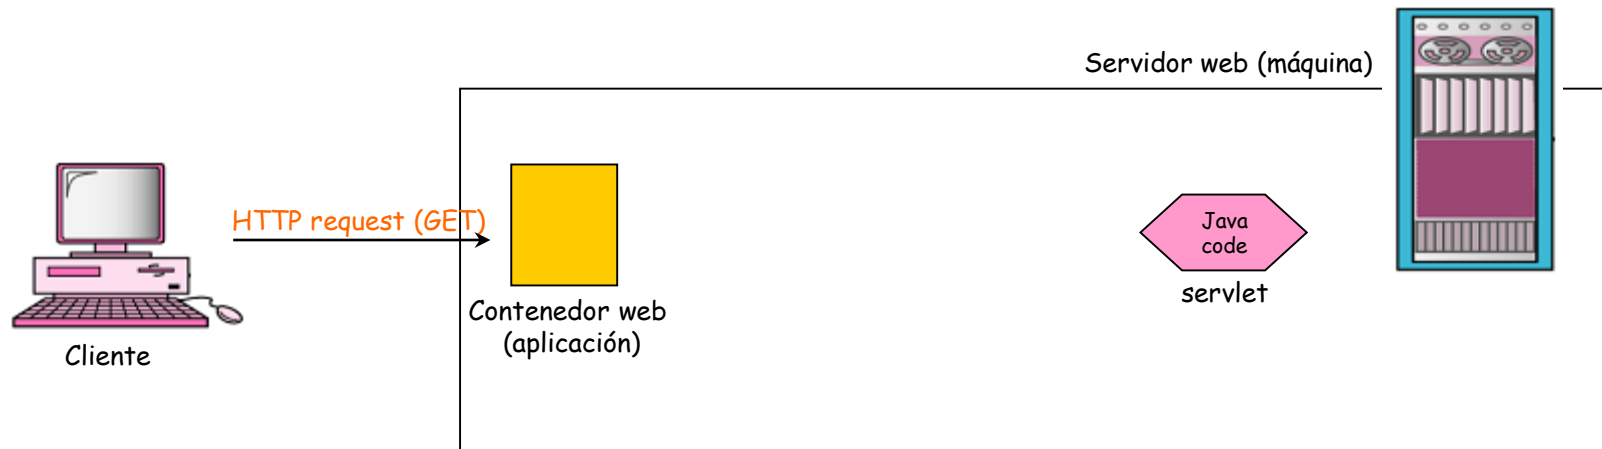 Servidor web (máquina)
HTTP request (GET)
Java
code
servlet
Contenedor web
(aplicación)
Cliente